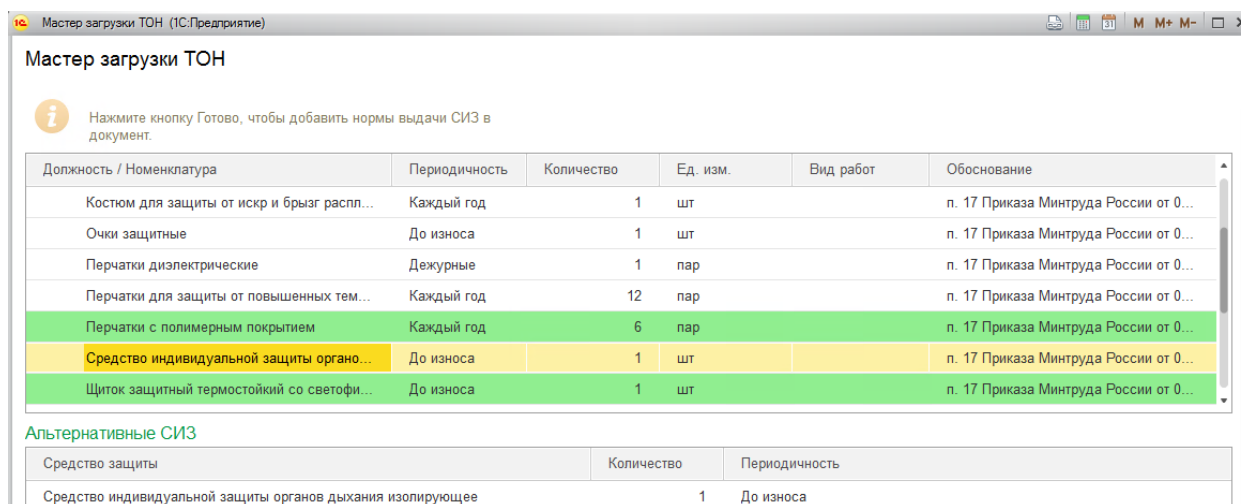 1С Мастер загрузки ТОН (1С:Предприятие) 31 M M+ M-
Мастер загрузки ТОН
i Нажмите кнопку Готово, чтобы добавить нормы выдачи СИЗ в
документ.
Должность / Номенклатура Периодичность Количество Ед. изм. Вид работ Обоснование
Костюм для защиты от искр и брызг распл... Каждый год 1 шт п. 17 Приказа Минтруда России от 0...
Очки защитные До износа 1 шт п. 17 Приказа Минтруда России от 0...
Перчатки диэлектрические Дежурные 1 пар п. 17 Приказа Минтруда России от 0...
Перчатки для защиты от повышенных тем... Каждый год 12 пар п. 17 Приказа Минтруда России от 0...
Перчатки с полимерным покрытием Каждый год 6 пар п. 17 Приказа Минтруда России от 0...
Средство индивидуальной защиты органо... До износа 1 шт п. 17 Приказа Минтруда России от 0...
Щиток защитный термостойкий со светофи... До износа 1 шт п. 17 Приказа Минтруда России от 0...
Альтернативные СИЗ
Средство защиты Количество Периодичность
Средство индивидуальной защиты органов дыхания изолирующее 1 До износа